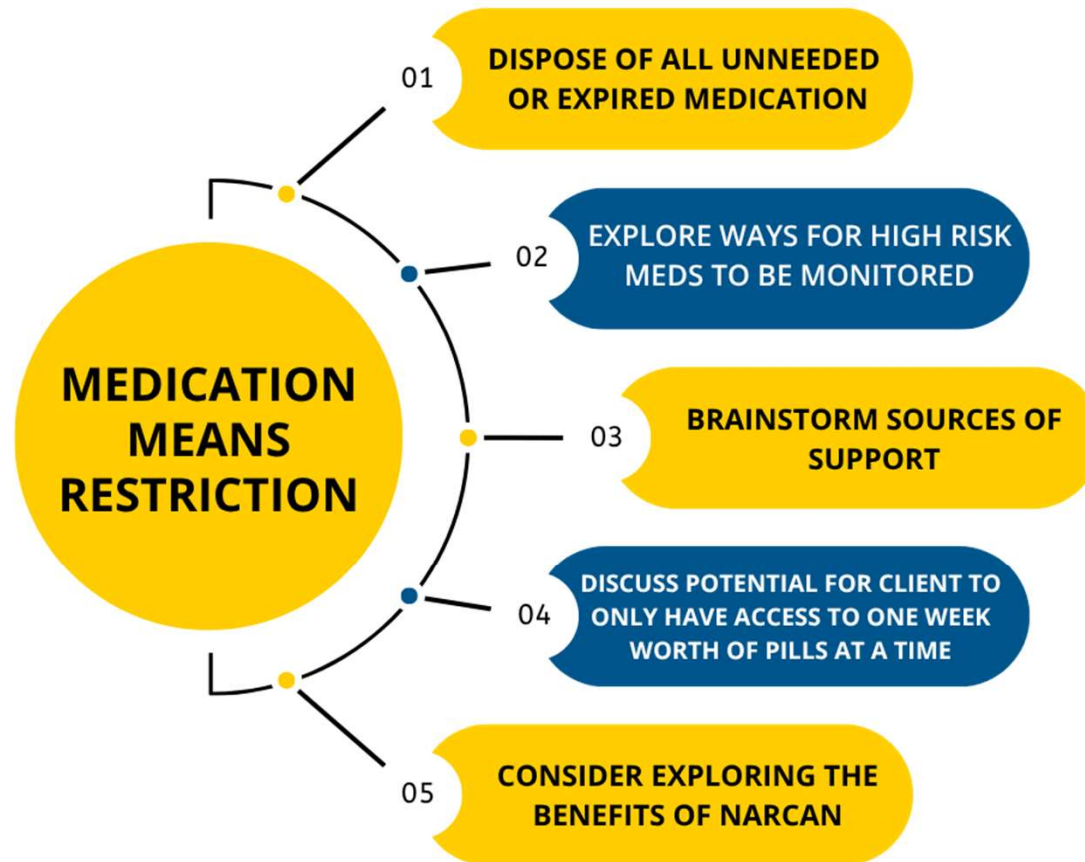 MEDICATION
MEANS
RESTRICTION
01
DISPOSE OF ALL UNNEEDED
OR EXPIRED MEDICATION
02
EXPLORE WAYS FOR HIGH RISK
MEDS TO BE MONITORED
03
BRAINSTORM SOURCES OF
SUPPORT
04
DISCUSS POTENTIAL FOR CLIENT TO
ONLY HAVE ACCESS TO ONE WEEK
WORTH OF PILLS AT A TIME
05
CONSIDER EXPLORING THE
BENEFITS OF NARCAN